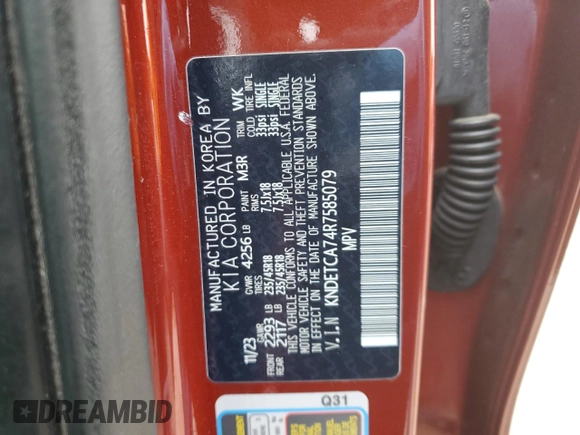 MANUFACTURED IN KOREA BY
KIA CORPORATION
11/23 GVWR 4256 LB PAINT M3R TRIM WK
GAWR TIRES RIMS COLD TIRE INFL
FRONT 2293 LB 235/45R18 7.5Jx18 33psi SINGLE
REAR 2117 LB 235/45R18 7.5Jx18 33psi SINGLE
THIS VEHICLE CONFORMS TO ALL APPLICABLE U.S.A. FEDERAL
MOTOR VEHICLE SAFETY AND THEFT PREVENTION STANDARDS
IN EFFECT ON THE DATE OF MANUFACTURE SHOWN ABOVE.
V.I.N KNDETCA74R7585079
MPV
Q31
AutoBidMaster